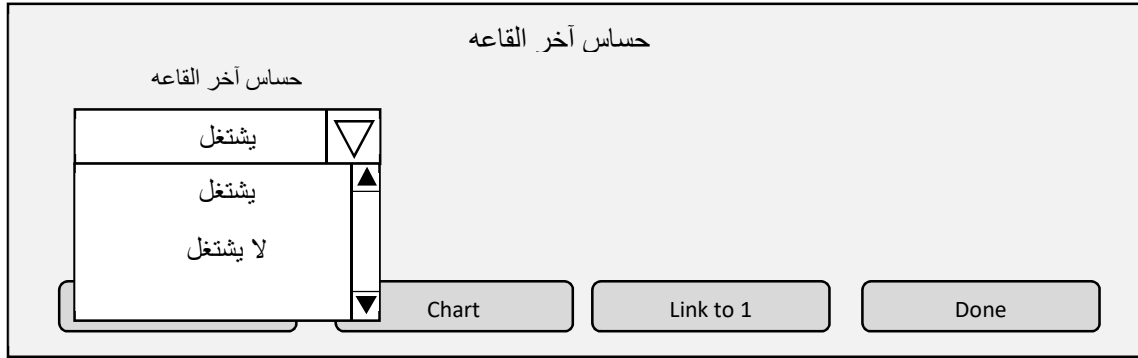 حساس آخر القاعه
حساس آخر القاعه
يشتغل
يشتغل
لا يشتغل
Chart
Link to 1
Done